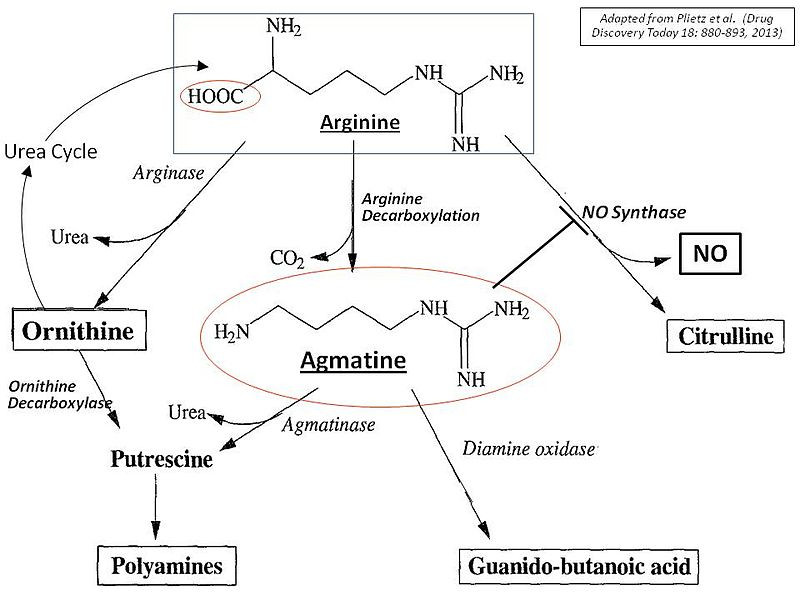 Adapted from Plietz et al. (Drug
Discovery Today 18: 880-893, 2013)
NH₂
HOOC
NH
NH₂
NH
Arginine
Urea Cycle
Arginase
Arginine
Decarboxylation
NO Synthase
Urea
CO₂
NO
Ornithine
H₂N
NH
NH₂
NH
Agmatine
Citrulline
Ornithine
Decarboxylase
Urea
Agmatinase
Diamine oxidase
Putrescine
Polyamines
Guanido-butanoic acid